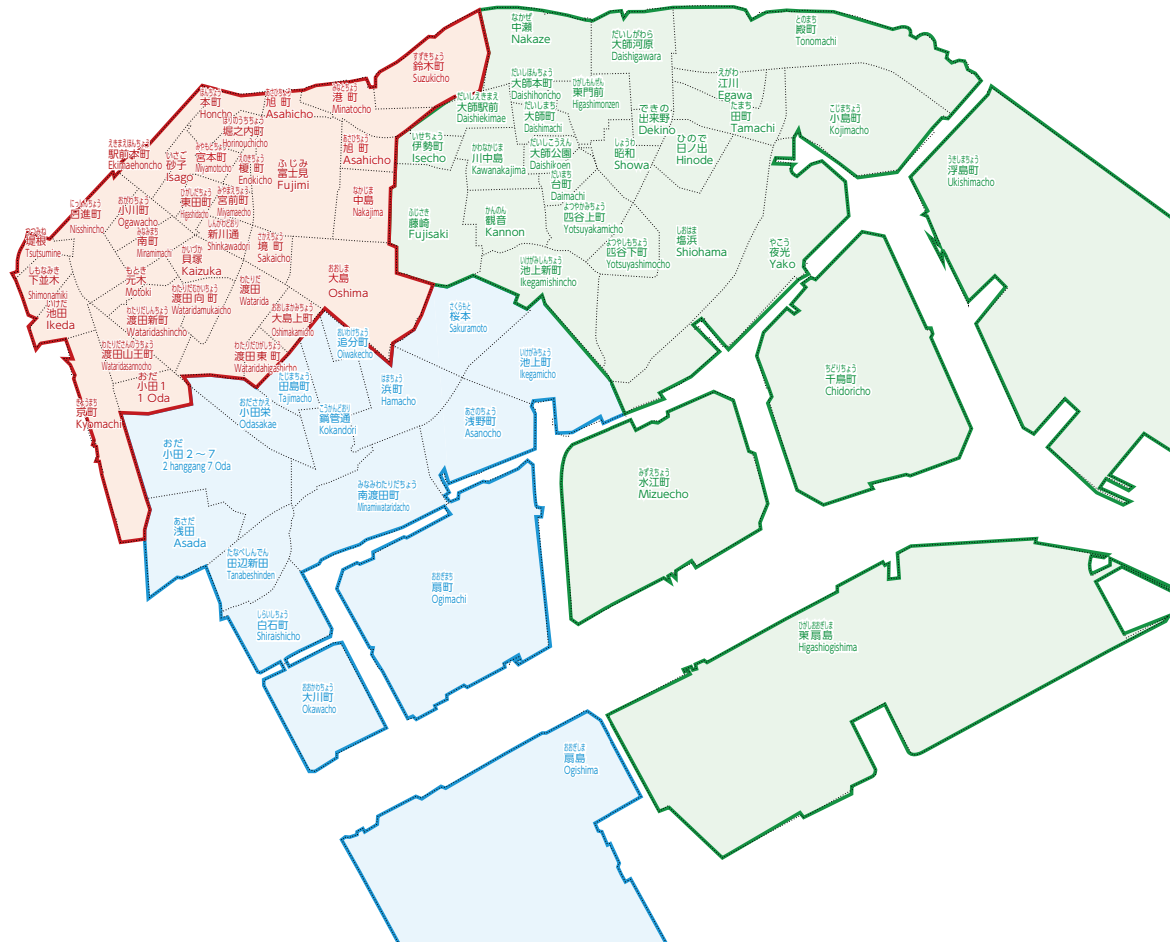 なかぜ
中瀬
Nakaze
だいしがわら
大師河原
Daishigawara
とのまち
殿町
Tonomachi
すずきちょう
鈴木町
Suzukicho
だいしほんちょう
大師本町
Daishihoncho
ひがしもんぜん
東門前
Higashimonzen
えがわ
江川
Egawa
ほんちょう
本町
Honcho
あさひちょう
旭町
Asahicho
みなとちょう
港町
Minatocho
だいしえきまえ
大師駅前
Daishiekimae
だいしまち
大師町
Daishimachi
できの
出来野
Dekino
たまち
田町
Tamachi
こじまちょう
小島町
Kojimacho
ほりのうちちょう
堀之内町
Horinouchicho
えきまえほんちょう
駅前本町
Ekimaehoncho
いさご
砂子
Isago
みやもとちょう
宮本町
Miyamotocho
えのきちょう
榎町
Enokicho
ふじみ
富士見
Fujimi
あさひちょう
旭町
Asahicho
いせちょう
伊勢町
Isecho
かわなかじま
川中島
Kawanakajima
だいしこうえん
大師公園
Daishikoen
しょうわ
昭和
Showa
ひので
日ノ出
Hinode
うきしまちょう
浮島町
Ukishimacho
だいまち
台町
Daimachi
にっしんちょう
日進町
Nisshincho
おがわちょう
小川町
Ogawacho
ひがしだちょう
東田町
Higashidacho
みやまえちょう
宮前町
Miyamaecho
なかじま
中島
Nakajima
ふじさき
藤崎
Fujisaki
かんのん
観音
Kannon
よつやかみちょう
四谷上町
Yotsuyakamicho
つつみね
堤根
Tsutsumine
みなみまち
南町
Minamimachi
しんかわどおり
新川通
Shinkawadori
さかえちょう
境町
Sakaicho
よつやしもちょう
四谷下町
Yotsuyashimocho
しおはま
塩浜
Shiohama
やこう
夜光
Yako
しもなみき
下並木
Shimonamiki
もとき
元木
Motoki
かいづか
貝塚
Kaizuka
わたりだ
渡田
Watarida
おおしま
大島
Oshima
いけがみしんちょう
池上新町
Ikegamishincho
いけだ
池田
Ikeda
わたりだしんちょう
渡田新町
Wataridashincho
わたりだむかいちょう
渡田向町
Wataridamukaicho
おおしまかみちょう
大島上町
Oshimakamicho
さくらもと
桜本
Sakuramoto
わたりださんのうちょう
渡田山王町
Wataridasannocho
わたりだひがしちょう
渡田東町
Wataridahigashicho
おいわけちょう
追分町
Oiwakecho
いけがみちょう
池上町
Ikegamicho
ちどりちょう
千鳥町
Chidoricho
おだ
小田1
1 Oda
たじまちょう
田島町
Tajimacho
はまちょう
浜町
Hamacho
きょうまち
京町
Kyomachi
おださかえ
小田栄
Odasakae
こうかんどおり
鋼管通
Kokandori
あさのちょう
浅野町
Asanocho
おだ
小田２～７
2 hanggang 7 Oda
みなみわたりだちょう
南渡田町
Minamiwataridacho
みずえちょう
水江町
Mizuecho
あさだ
浅田
Asada
たなべしんでん
田辺新田
Tanabeshinden
おおぎまち
扇町
Ogimachi
しらいしちょう
白石町
Shiraishicho
ひがしおおぎしま
東扇島
Higashiogishima
おおかわちょう
大川町
Okawacho
おおぎしま
扇島
Ogishima